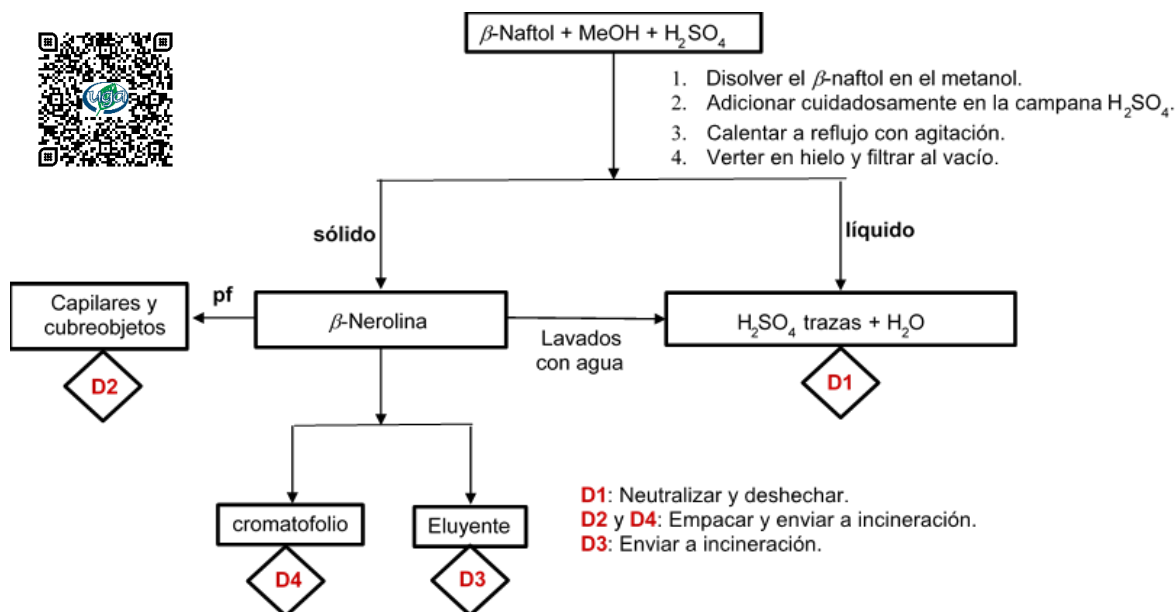 β-Naftol + MeOH + H₂SO₄
uga
1. Disolver el β-naftol en el metanol.
2. Adicionar cuidadosamente en la campana H₂SO₄.
3. Calentar a reflujo con agitación.
4. Verter en hielo y filtrar al vacío.
sólido
líquido
Capilares y
cubreobjetos
pf
β-Nerolina
Lavados
con agua
H₂SO₄ trazas + H₂O
D2
D1
cromatofolio
Eluyente
D4
D3
D1: Neutralizar y deshechar.
D2 y D4: Empacar y enviar a incineración.
D3: Enviar a incineración.